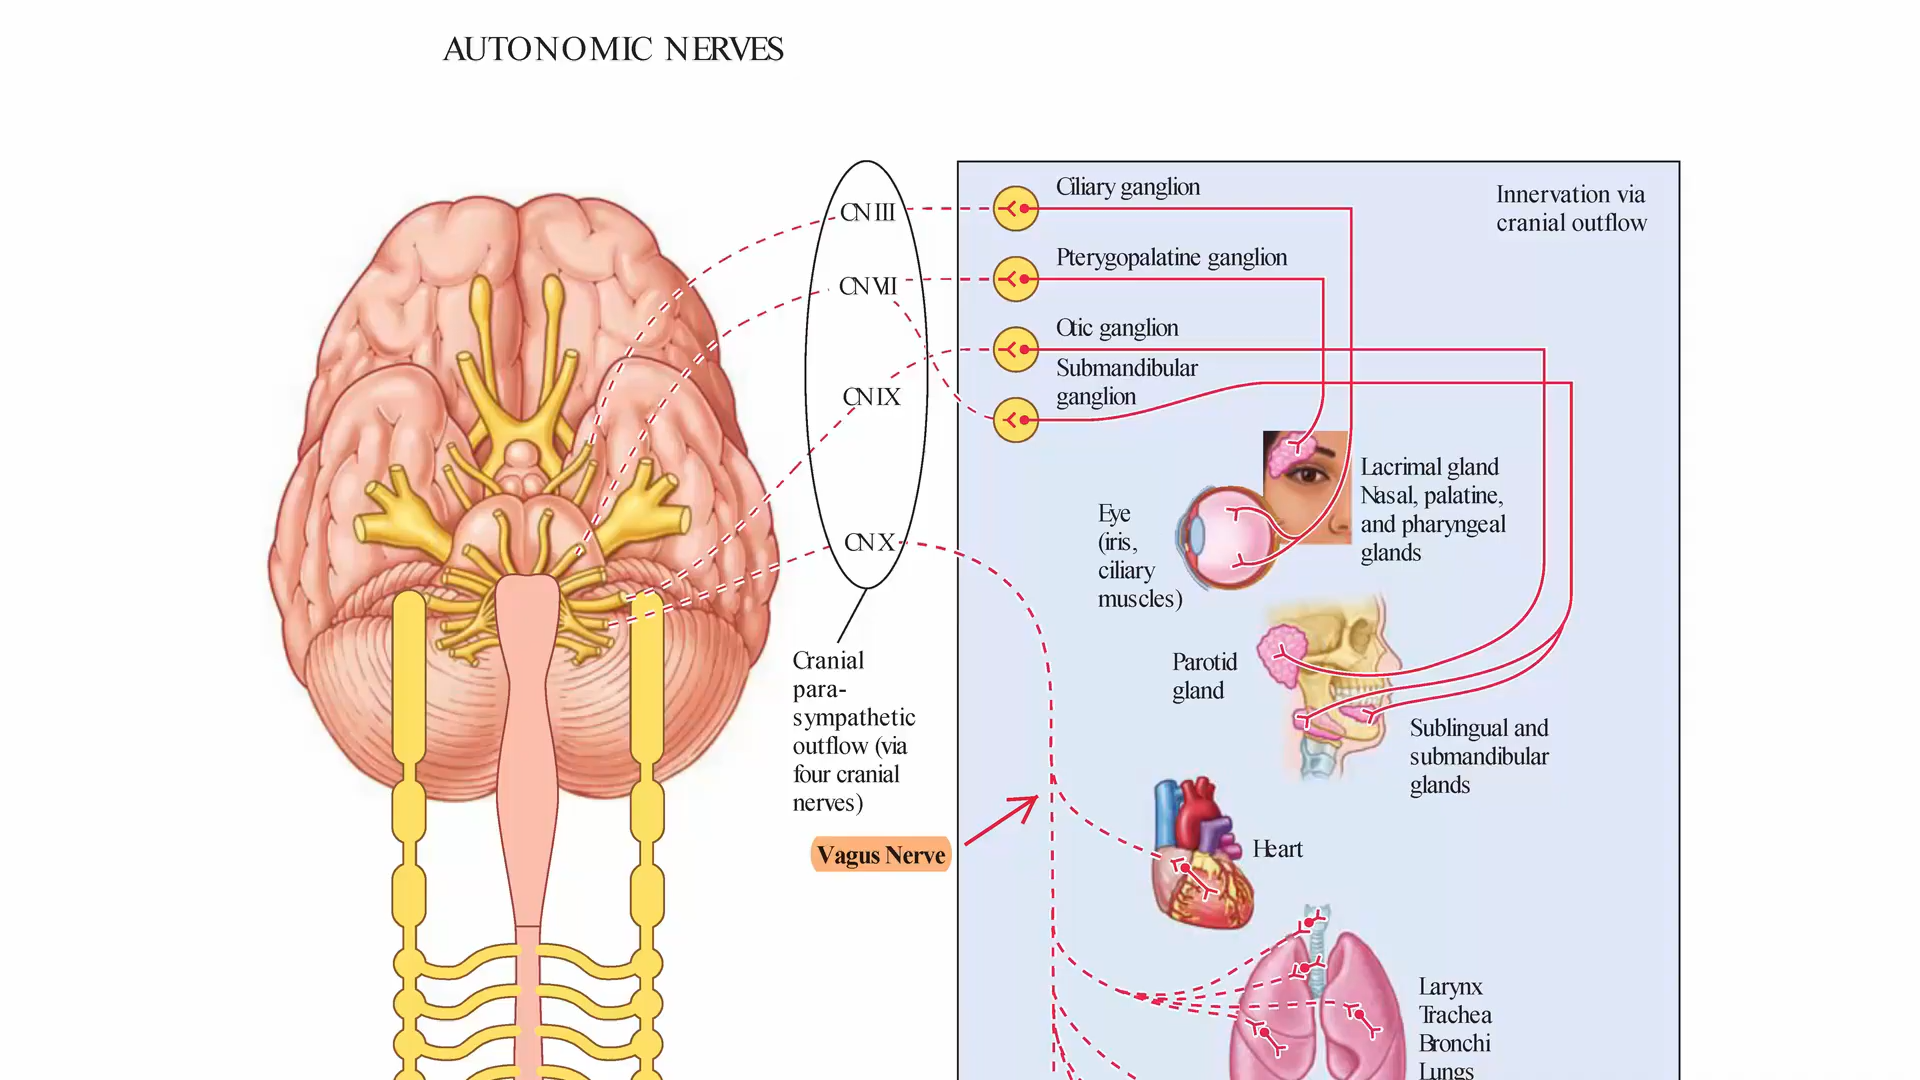 AUTONOMIC NERVES
CN III
CN VII
CN IX
CN X
Cranial
para-
sympathetic
outflow (via
four cranial
nerves)
Vagus Nerve
Ciliary ganglion
Innervation via
cranial outflow
Pterygopalatine ganglion
Otic ganglion
Submandibular
ganglion
Lacrimal gland
Nasal, palatine,
and pharyngeal
glands
Eye
(iris,
ciliary
muscles)
Parotid
gland
Sublingual and
submandibular
glands
Heart
Larynx
Trachea
Bronchi
Lungs